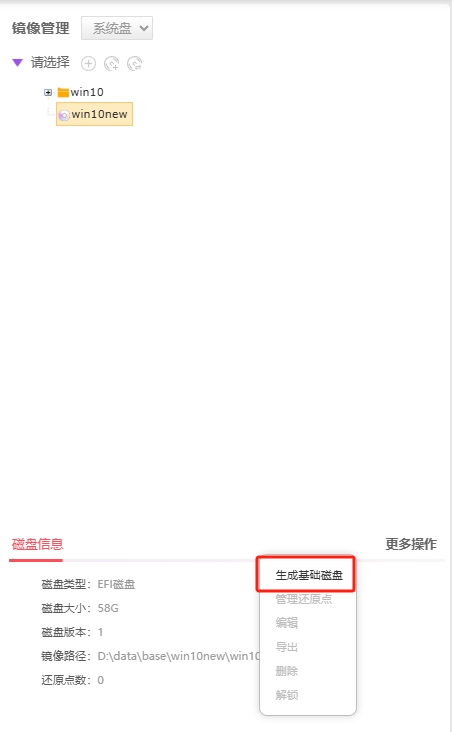 镜像管理 系统盘
请选择
win10
win10new
磁盘信息 更多操作
磁盘类型：EFI磁盘
磁盘大小：58G
磁盘版本：1
镜像路径：D:\data\base\win10new\win10
还原点数：0
生成基础磁盘
管理还原点
编辑
导出
删除
解锁